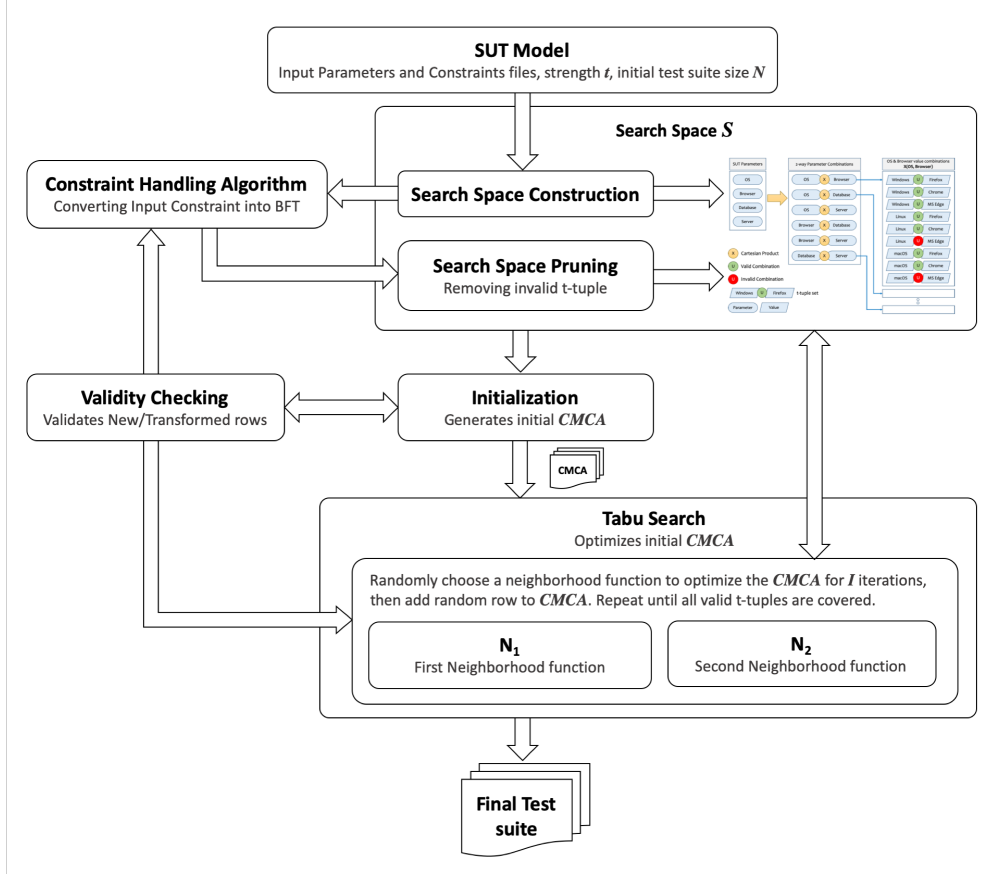 SUT Model
Input Parameters and Constraints files, strength t, initial test suite size N
Search Space S
Constraint Handling Algorithm
Converting Input Constraint into BFT
Search Space Construction
Search Space Pruning
Removing invalid t-tuple
SUT Parameters
OS
Browser
Database
Server
2-way Parameter Combinations
OS X Browser
OS X Database
OS X Server
Browser X Database
Browser X Server
Database X Server
OS & Browser value combinations
X(OS, Browser)
Windows U Firefox
Windows U Chrome
Windows U MS Edge
Linux U Firefox
Linux U Chrome
Linux U MS Edge
macOS U Firefox
macOS U Chrome
macOS U MS Edge
X Cartesian Product
U Valid Combination
U Invalid Combination
Windows U Firefox t-tuple set
Parameter Value
Validity Checking
Validates New/Transformed rows
Initialization
Generates initial CMCA
CMCA
Tabu Search
Optimizes initial CMCA
Randomly choose a neighborhood function to optimize the CMCA for I iterations,
then add random row to CMCA. Repeat until all valid t-tuples are covered.
N1
First Neighborhood function
N2
Second Neighborhood function
Final Test
suite